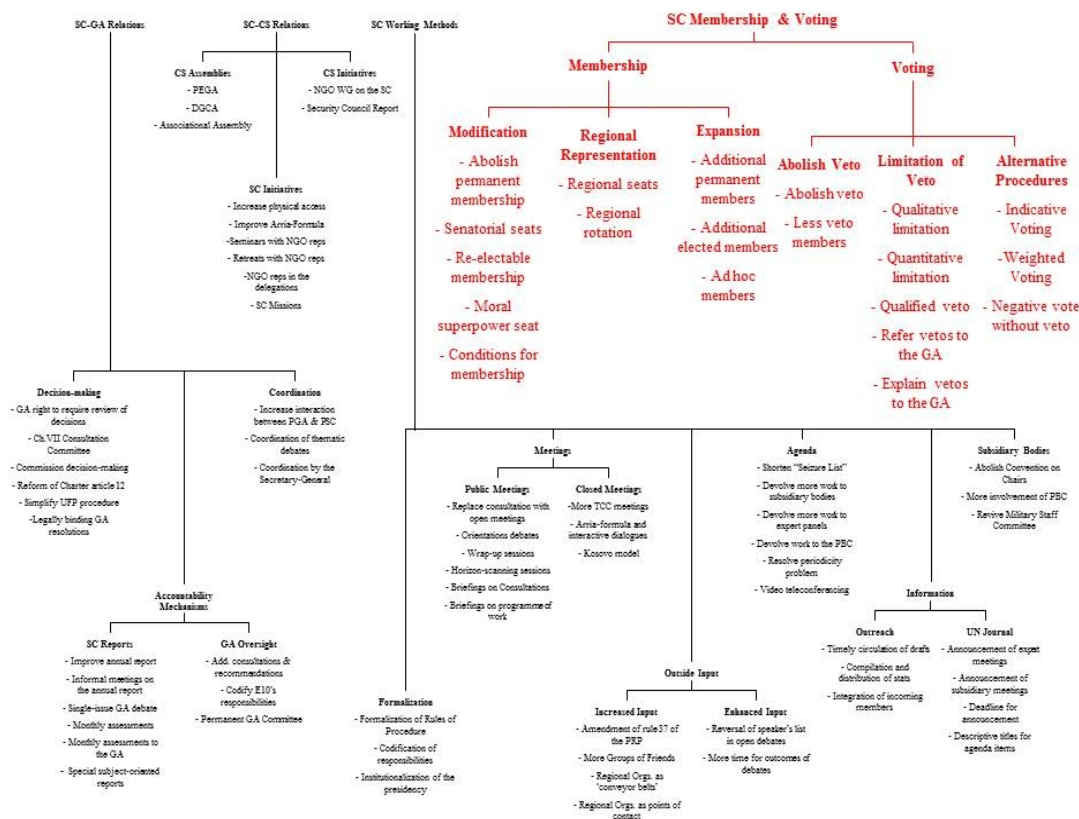 SC-GA Relations
SC-CS Relations
SC Working Methods
SC Membership & Voting
CS Assemblies
- PEGA
- DGCA
- Associational Assembly
CS Initiatives
- NGO WG on the SC
- Security Council Report
SC Initiatives
- Increase physical access
- Improve Arria-Formula
-Seminars with NGO reps
- Retreats with NGO reps
-NGO reps in the
delegations
- SC Missions
Membership
Voting
Modification
- Abolish
permanent
membership
- Senatorial seats
- Re-electable
membership
- Moral
superpower seat
- Conditions for
membership
Regional
Representation
- Regional seats
- Regional
rotation
Expansion
- Additional
permanent
members
- Additional
elected members
- Ad hoc
members
Abolish Veto
- Abolish veto
- Less veto
members
Limitation of
Veto
- Qualitative
limitation
- Quantitative
limitation
- Qualified veto
- Refer vetos to
the GA
- Explain vetos
to the GA
Alternative
Procedures
- Indicative
Voting
-Weighted
Voting
- Negative vote
without veto
Decision-making
- GA right to require review of
decisions
- Ch.VII Consultation
Committee
- Commission decision-making
- Reform of Charter article 12
- Simplify UFP procedure
-Legally binding GA
resolutions
Coordination
- Increase interaction
between PGA & PSC
- Coordination of thematic
debates
- Coordination by the
Secretary-General
Accountability
Mechanisms
SC Reports
- Improve annual report
- Informal meetings on
the annual report
- Single-issue GA debate
- Monthly assessments
- Monthly assessments to
the GA
- Special subject-oriented
reports
GA Oversight
- Add. consultations &
recommendations
- Codify E10's
responsibilities
-Permanent GA Committee
Meetings
Public Meetings
- Replace consultation with
open meetings
- Orientations debates
- Wrap-up sessions
- Horizon-scanning sessions
- Briefings on Consultations
- Briefings on programme of
work
Closed Meetings
-More TCC meetings
- Arria-formula and
interactive dialogues
- Kosovo model
Agenda
- Shorten "Seizure List"
- Devolve more work to
subsidiary bodies
- Devolve more work to
expert panels
- Devolve work to the PBC
- Resolve periodicity
problem
- Video teleconferencing
Subsidiary Bodies
- Abolish Convention on
Chairs
- More involvement of PBC
- Revive Military Staff
Committee
Formalization
- Formalization of Rules of
Procedure
- Codification of
responsibilities
- Institutionalization of the
presidency
Outside Input
Increased Input
- Amendment of rule 37 of
the PRP
- More Groups of Friends
- Regional Orgs. as
'conveyor belts'
- Regional Orgs. as points of
contact
Enhanced Input
- Reversal of speaker's list
in open debates
- More time for outcomes of
debates
Information
Outreach
- Timely circulation of drafts
- Compilation and
distribution of stats
- Integration of incoming
members
UN Journal
- Announcement of expert
meetings
- Announcement of
subsidiary meetings
- Deadline for
announcement
- Descriptive titles for
agenda items